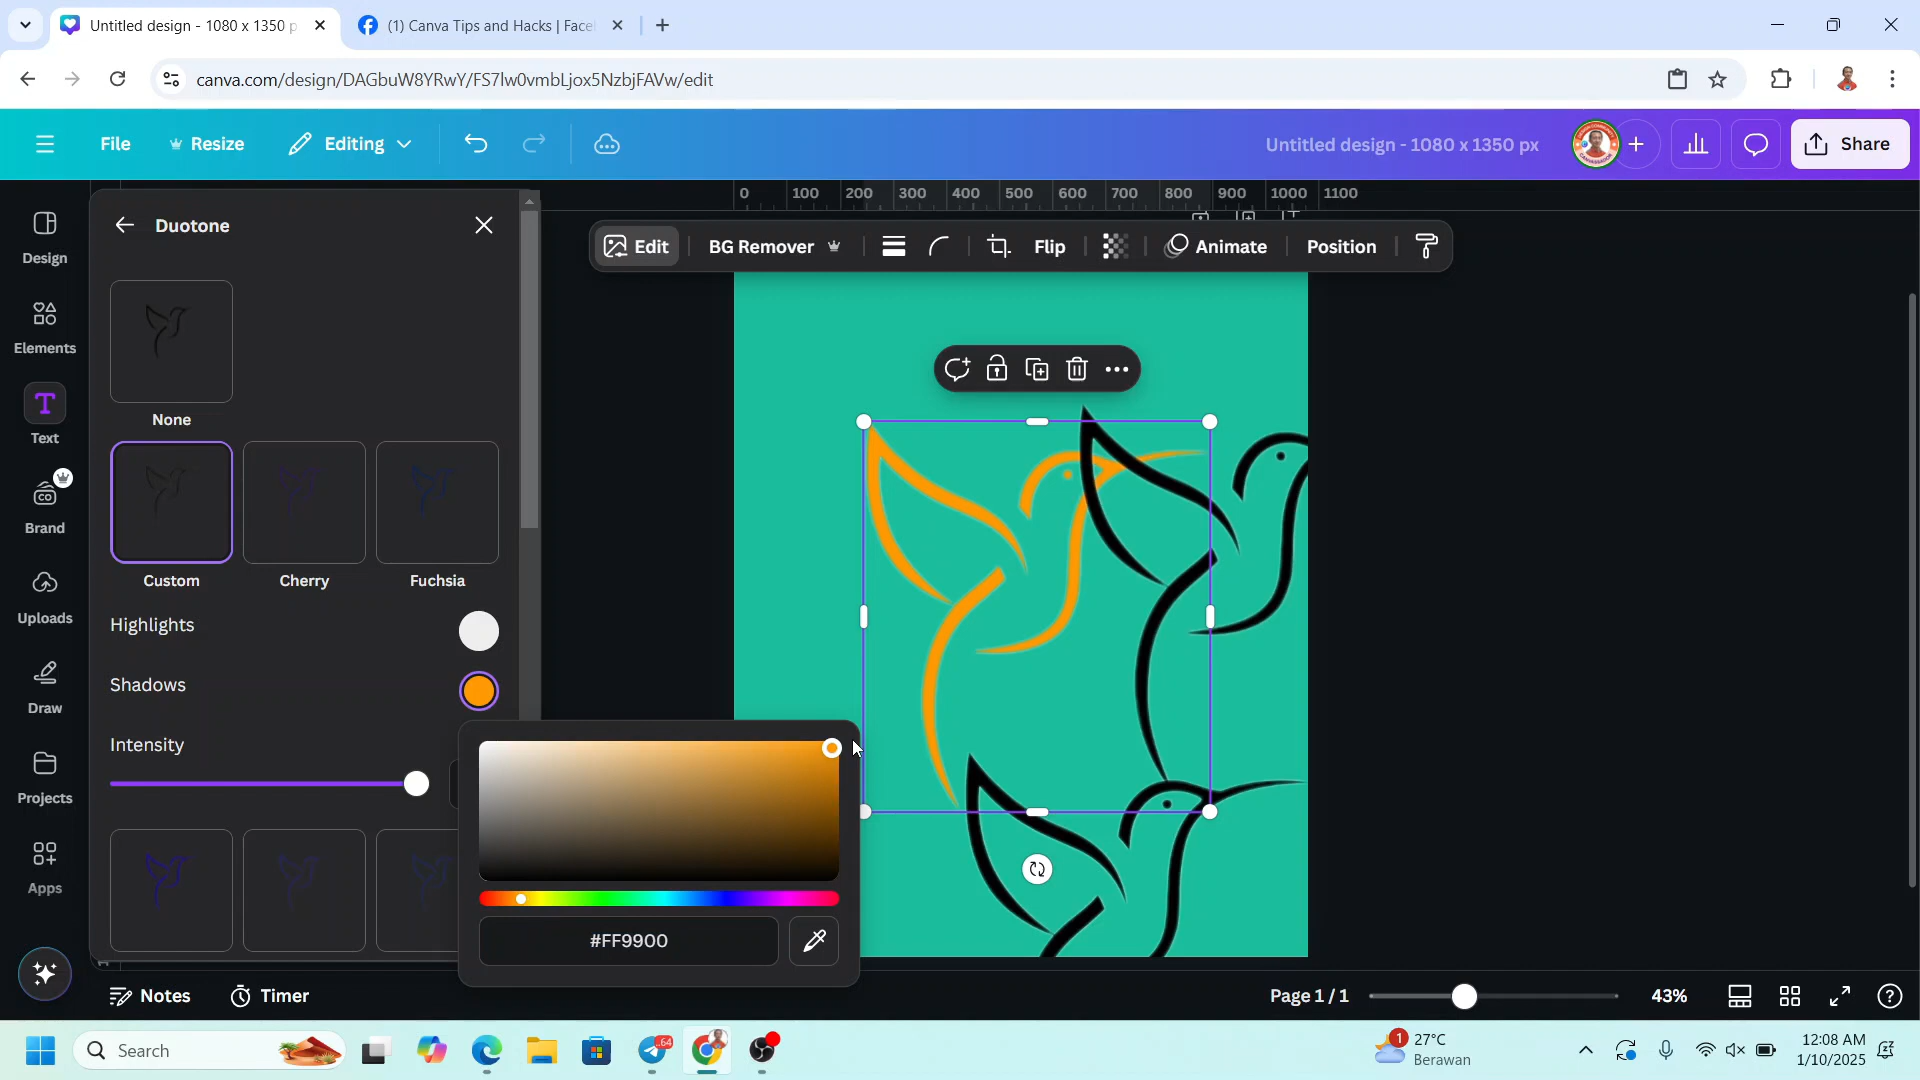 Untitled design - 1080 x 1350 p
(1) Canva Tips and Hacks | Face
canva.com/design/DAGbuW8YRwY/FS7lw0vmbLjox5NzbjFAVw/edit
File
Resize
Editing
Untitled design - 1080 x 1350 px
Share
Design
Elements
Text
Brand
Uploads
Draw
Projects
Apps
Duotone
None
Custom
Cherry
Fuchsia
Highlights
Shadows
Intensity
#FF9900
0 100 200 300 400 500 600 700 800 900 1000 1100
Edit
BG Remover
Flip
Animate
Position
Notes
Timer
Page 1 / 1
43%
Search
.64
1
27°C
Berawan
12:08 AM
1/10/2025